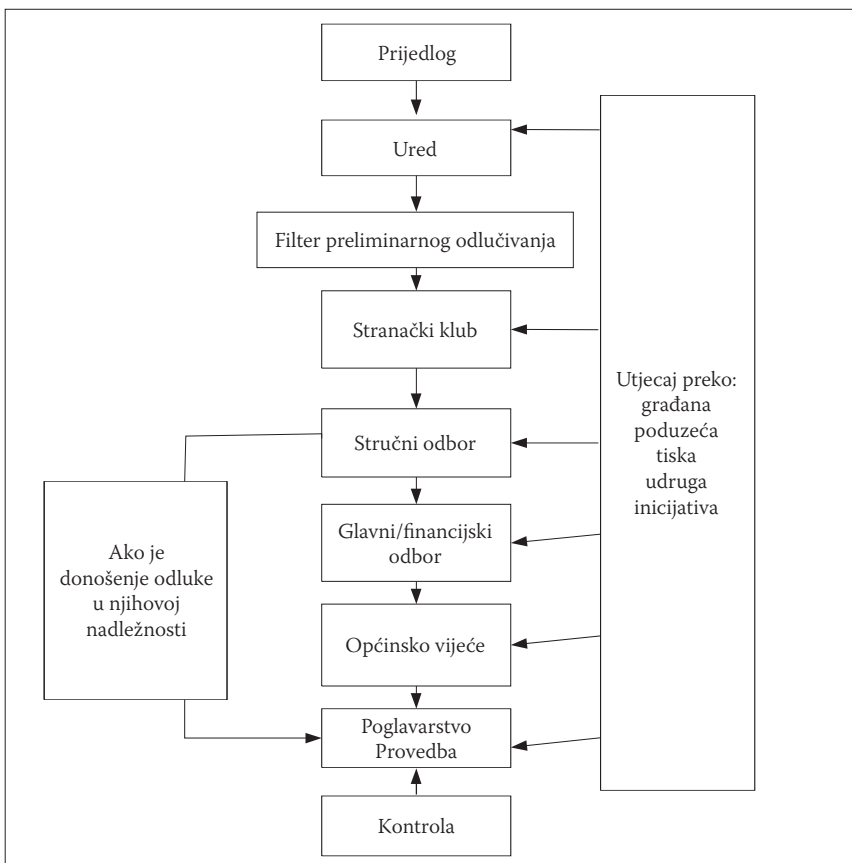 Prijedlog
Ured
Filter preliminarnog odlučivanja
Stranački klub
Stručni odbor
Glavni/financijski
odbor
Općinsko vijeće
Poglavarstvo
Provedba
Kontrola
Ako je
donošenje odluke
u njihovoj
nadležnosti
Utjecaj preko:
građana
poduzeća
tiska
udruga
inicijativa